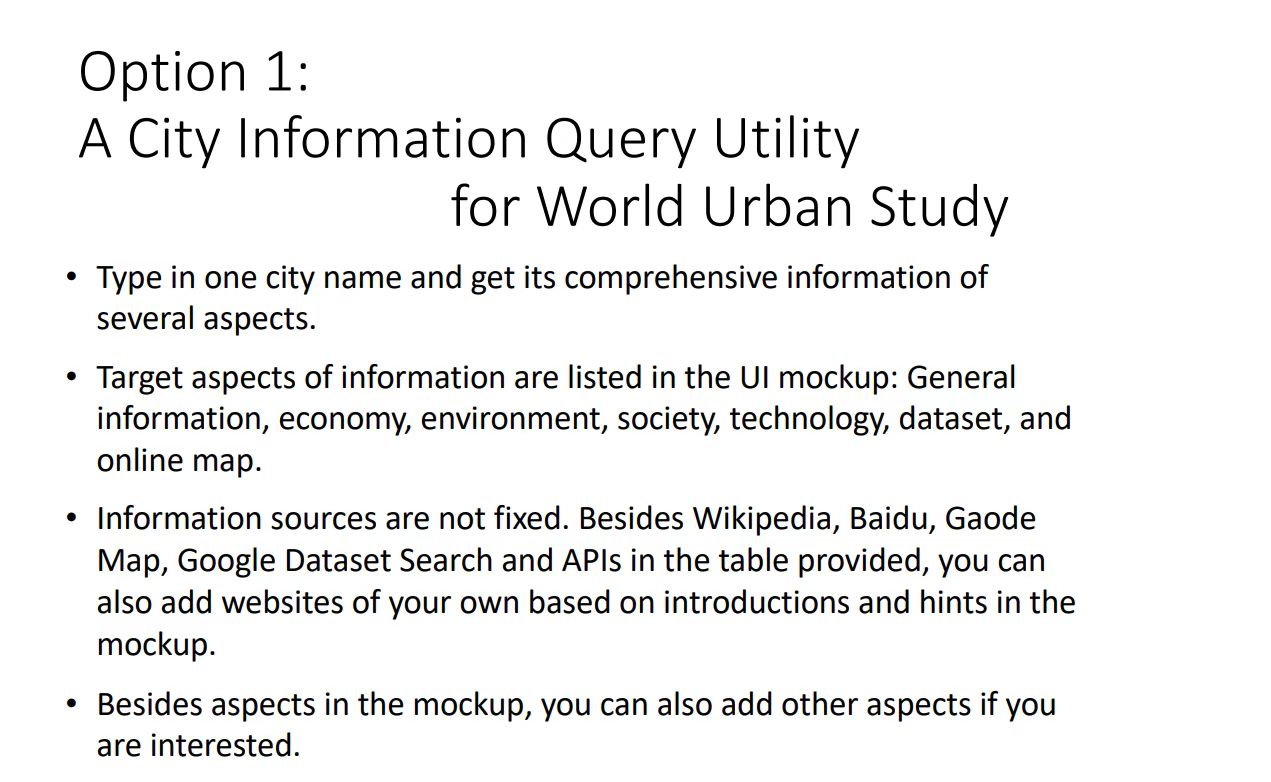 Option 1:
A City Information Query Utility
for World Urban Study
• Type in one city name and get its comprehensive information of
several aspects.
• Target aspects of information are listed in the UI mockup: General
information, economy, environment, society, technology, dataset, and
online map.
• Information sources are not fixed. Besides Wikipedia, Baidu, Gaode
Map, Google Dataset Search and APIs in the table provided, you can
also add websites of your own based on introductions and hints in the
mockup.
• Besides aspects in the mockup, you can also add other aspects if you
are interested.